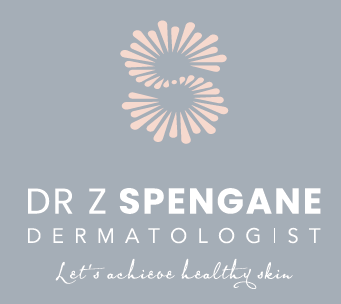 DR Z SPENGANE
DERMATOLOGIST
Let's achieve healthy skin